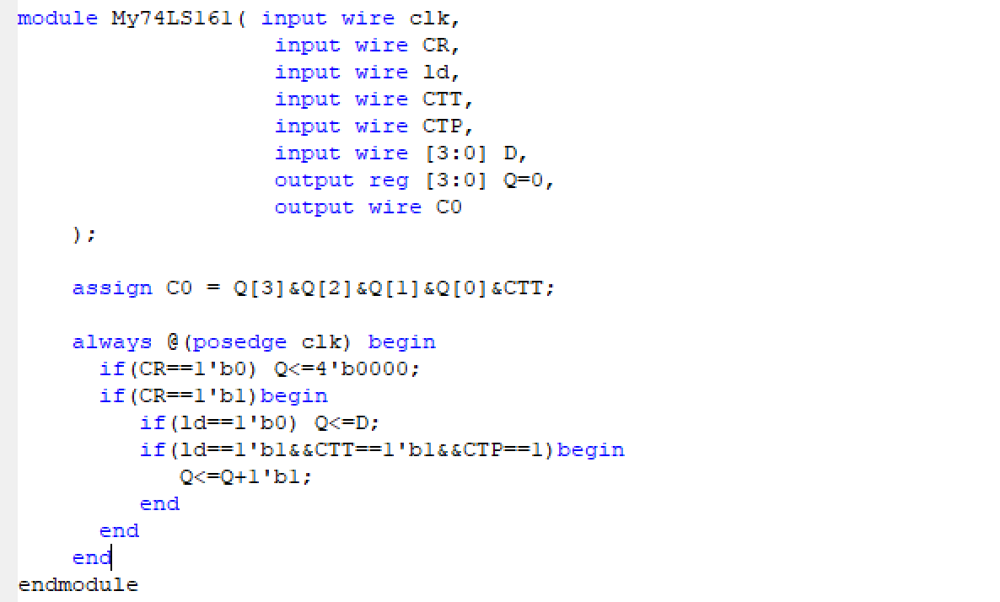 module My74LS161( input wire clk,
input wire CR,
input wire ld,
input wire CTT,
input wire CTP,
input wire [3:0] D,
output reg [3:0] Q=0,
output wire CO
);
assign CO = Q[3]&Q[2]&Q[1]&Q[0]&CTT;
always @(posedge clk) begin
if(CR==1'b0) Q<=4'b0000;
if(CR==1'b1)begin
if(ld==1'b0) Q<=D;
if(ld==1'b1&&CTT==1'b1&&CTP==1)begin
Q<=Q+1'b1;
end
end
end
endmodule